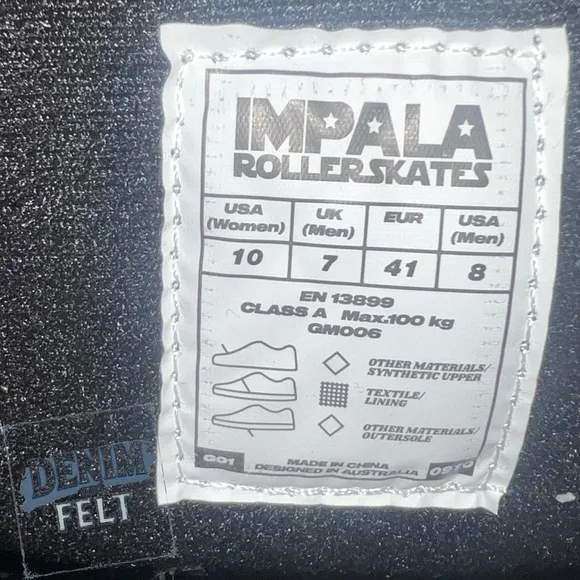 IMPALA
ROLLERSKATES
USA (Women) UK (Men) EUR USA (Men)
10 7 41 8
EN 13899
CLASS A Max.100 kg
GM006
OTHER MATERIALS/
SYNTHETIC UPPER
TEXTILE/
LINING
OTHER MATERIALS/
OUTERSOLE
MADE IN CHINA
DESIGNED IN AUSTRALIA
G01
DENIM
FELT